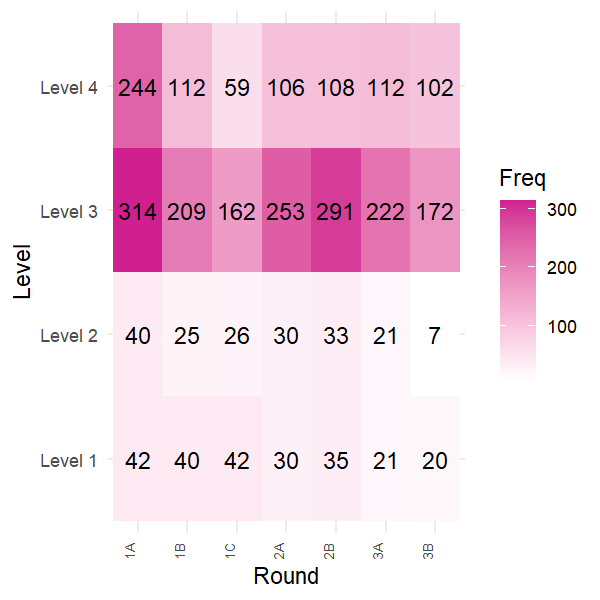 Level 4 244 112 59 106 108 112 102
Freq
Level 3 314 209 162 253 291 222 172
300
200
100
Level 2 40 25 26 30 33 21 7
Level 1 42 40 42 30 35 21 20
1A 1B 1C 2A 2B 3A 3B
Round
Level